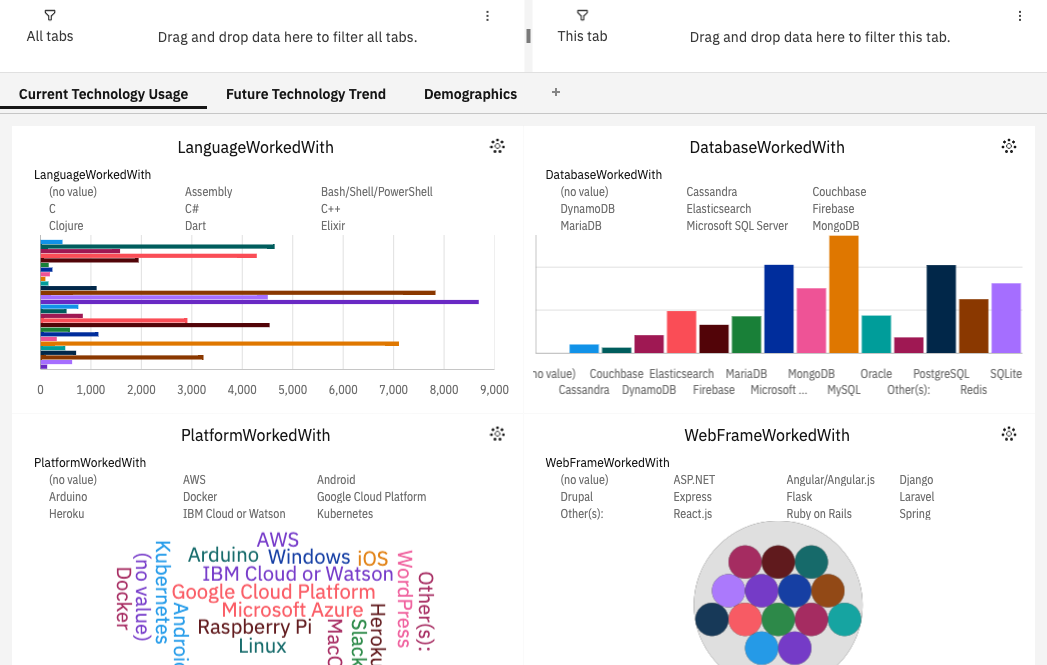 All tabs
Drag and drop data here to filter all tabs.
This tab
Drag and drop data here to filter this tab.
Current Technology Usage
Future Technology Trend
Demographics
+
LanguageWorkedWith
LanguageWorkedWith
(no value) Assembly Bash/Shell/PowerShell
C C# C++
Clojure Dart Elixir
0 1,000 2,000 3,000 4,000 5,000 6,000 7,000 8,000 9,000
DatabaseWorkedWith
DatabaseWorkedWith
(no value) Cassandra Couchbase
DynamoDB Elasticsearch Firebase
MariaDB Microsoft SQL Server MongoDB
no value) Couchbase Elasticsearch MariaDB MongoDB Oracle PostgreSQL SQLite
Cassandra DynamoDB Firebase Microsoft ... MySQL Other(s): Redis
PlatformWorkedWith
PlatformWorkedWith
(no value) AWS Android
Arduino Docker Google Cloud Platform
Heroku IBM Cloud or Watson Kubernetes
AWS
Arduino Windows iOS
IBM Cloud or Watson
Google Cloud Platform
Microsoft Azure
Raspberry Pi
Linux
Docker
(no value)
Kubernetes
Androi
MacO
Slack
Heroku
WordPress
Other(s):
WebFrameWorkedWith
WebFrameWorkedWith
(no value) ASP.NET Angular/Angular.js Django
Drupal Express Flask Laravel
Other(s): React.js Ruby on Rails Spring